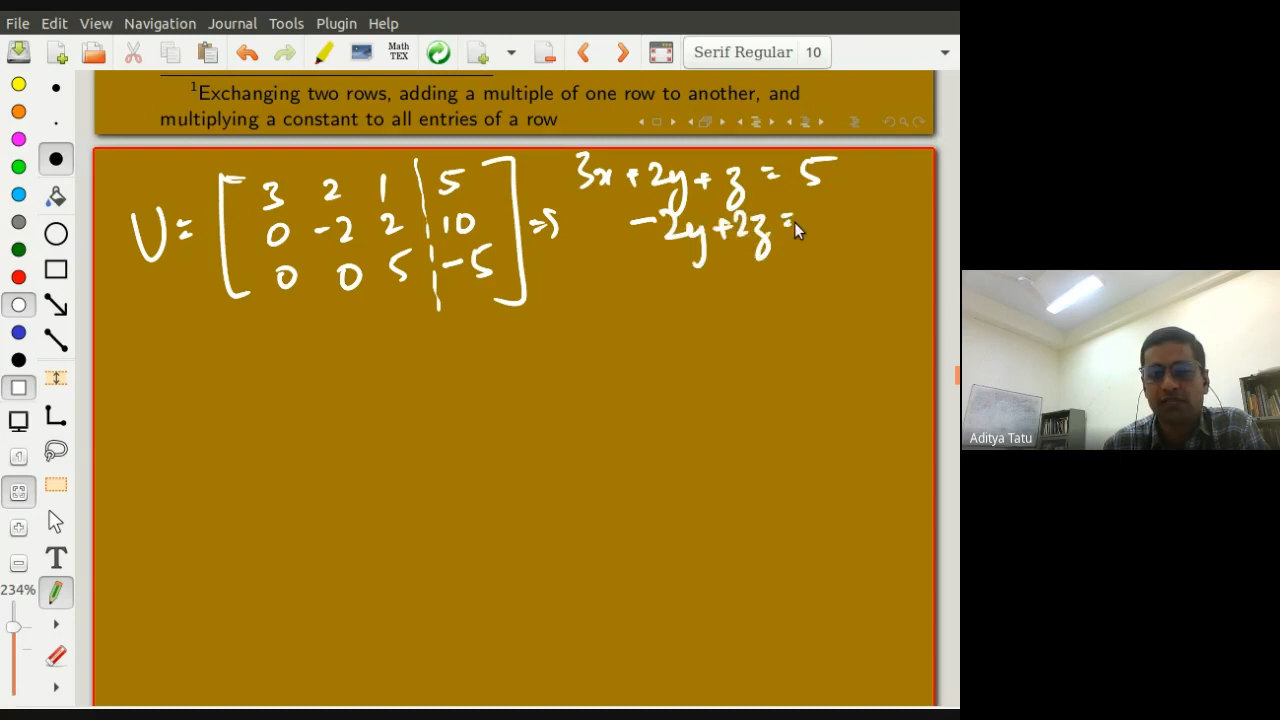 File Edit View Navigation Journal Tools Plugin Help
Math TEX
Serif Regular 10
1Exchanging two rows, adding a multiple of one row to another, and
multiplying a constant to all entries of a row
U = [ 3 2 1 | 5
0 -2 2 | 10
0 0 5 | -5 ] ⇒
3x + 2y + z = 5
-2y + 2z =
Aditya Tatu
234%
T